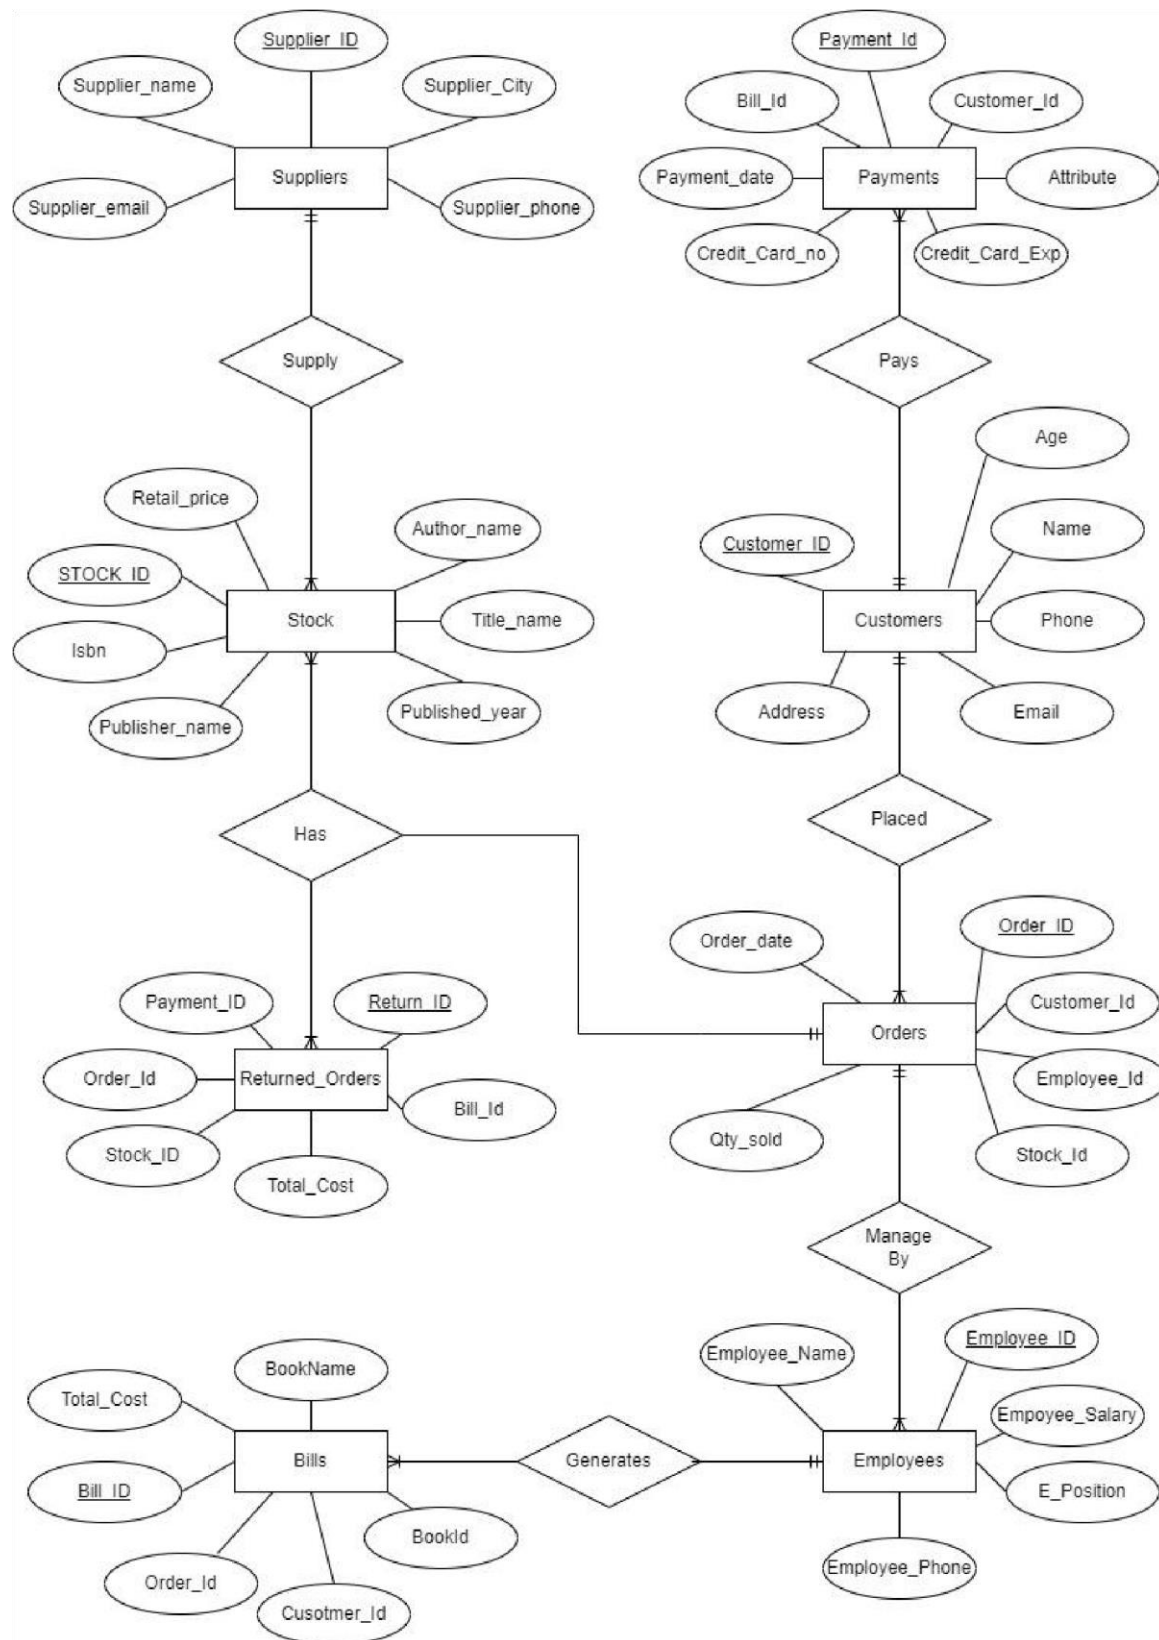 Supplier_ID
Supplier_name
Supplier_City
Suppliers
Supplier_email
Supplier_phone
Payment_Id
Bill_Id
Customer_Id
Payment_date
Payments
Attribute
Credit_Card_no
Credit_Card_Exp
Supply
Pays
Retail_price
Author_name
STOCK_ID
Stock
Title_name
Isbn
Publisher_name
Published_year
Age
Customer_ID
Name
Customers
Phone
Address
Email
Has
Placed
Payment_ID
Return_ID
Order_Id
Returned_Orders
Bill_Id
Stock_ID
Total_Cost
Order_date
Order_ID
Customer_Id
Orders
Employee_Id
Qty_sold
Stock_Id
Manage
By
BookName
Total_Cost
Bills
Bill_ID
BookId
Order_Id
Cusotmer_Id
Generates
Employee_Name
Employee_ID
Empoyee_Salary
Employees
E_Position
Employee_Phone